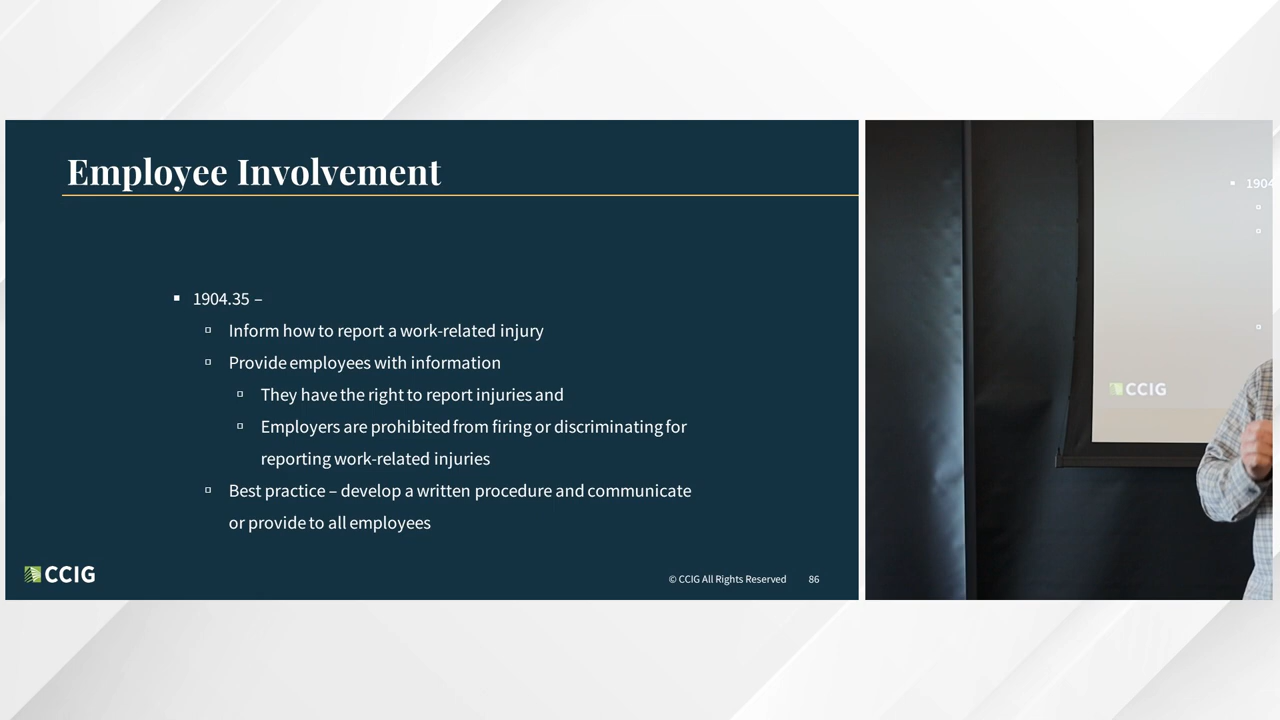 Employee Involvement
1904.35 –
Inform how to report a work-related injury
Provide employees with information
They have the right to report injuries and
Employers are prohibited from firing or discriminating for
reporting work-related injuries
Best practice – develop a written procedure and communicate
or provide to all employees
CCIG
© CCIG All Rights Reserved 86
1904
CCIG